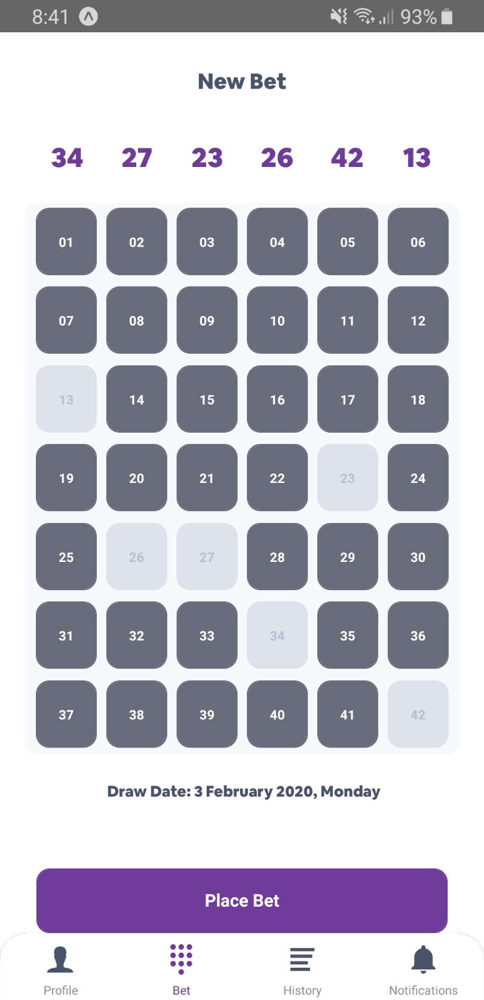 8:41 93%
New Bet
34 27 23 26 42 13
01 02 03 04 05 06
07 08 09 10 11 12
13 14 15 16 17 18
19 20 21 22 23 24
25 26 27 28 29 30
31 32 33 34 35 36
37 38 39 40 41 42
Draw Date: 3 February 2020, Monday
Place Bet
Profile Bet History Notifications